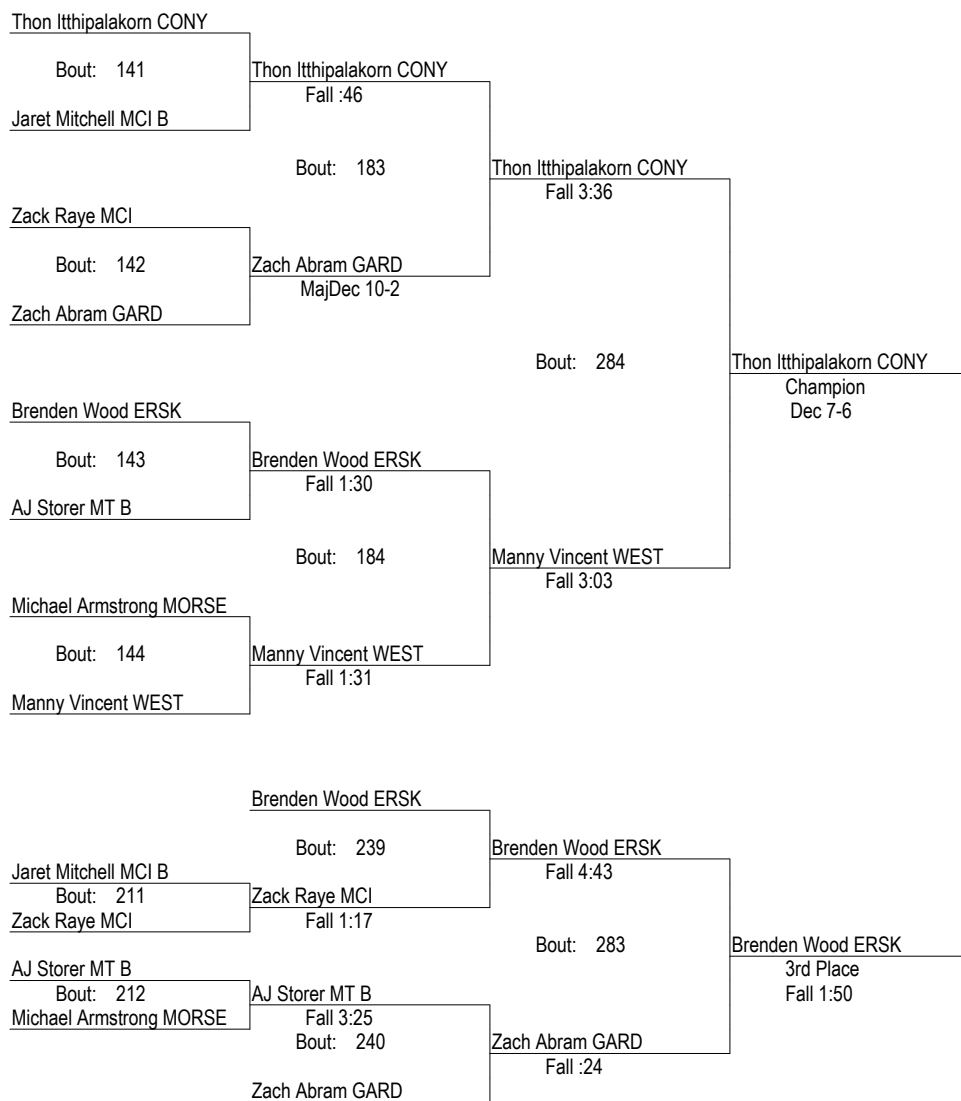 Thon Itthipalakorn CONY
Bout: 141
Thon Itthipalakorn CONY
Fall :46
Jaret Mitchell MCI B
Bout: 183
Thon Itthipalakorn CONY
Fall 3:36
Zack Raye MCI
Bout: 142
Zach Abram GARD
MajDec 10-2
Zach Abram GARD
Bout: 284
Thon Itthipalakorn CONY
Champion
Dec 7-6
Brenden Wood ERSK
Bout: 143
Brenden Wood ERSK
Fall 1:30
AJ Storer MT B
Bout: 184
Manny Vincent WEST
Fall 3:03
Michael Armstrong MORSE
Bout: 144
Manny Vincent WEST
Fall 1:31
Manny Vincent WEST
Brenden Wood ERSK
Bout: 239
Brenden Wood ERSK
Fall 4:43
Jaret Mitchell MCI B
Bout: 211
Zack Raye MCI
Zack Raye MCI
Fall 1:17
Bout: 283
Brenden Wood ERSK
3rd Place
Fall 1:50
AJ Storer MT B
Bout: 212
AJ Storer MT B
Michael Armstrong MORSE
Fall 3:25
Bout: 240
Zach Abram GARD
Fall :24
Zach Abram GARD